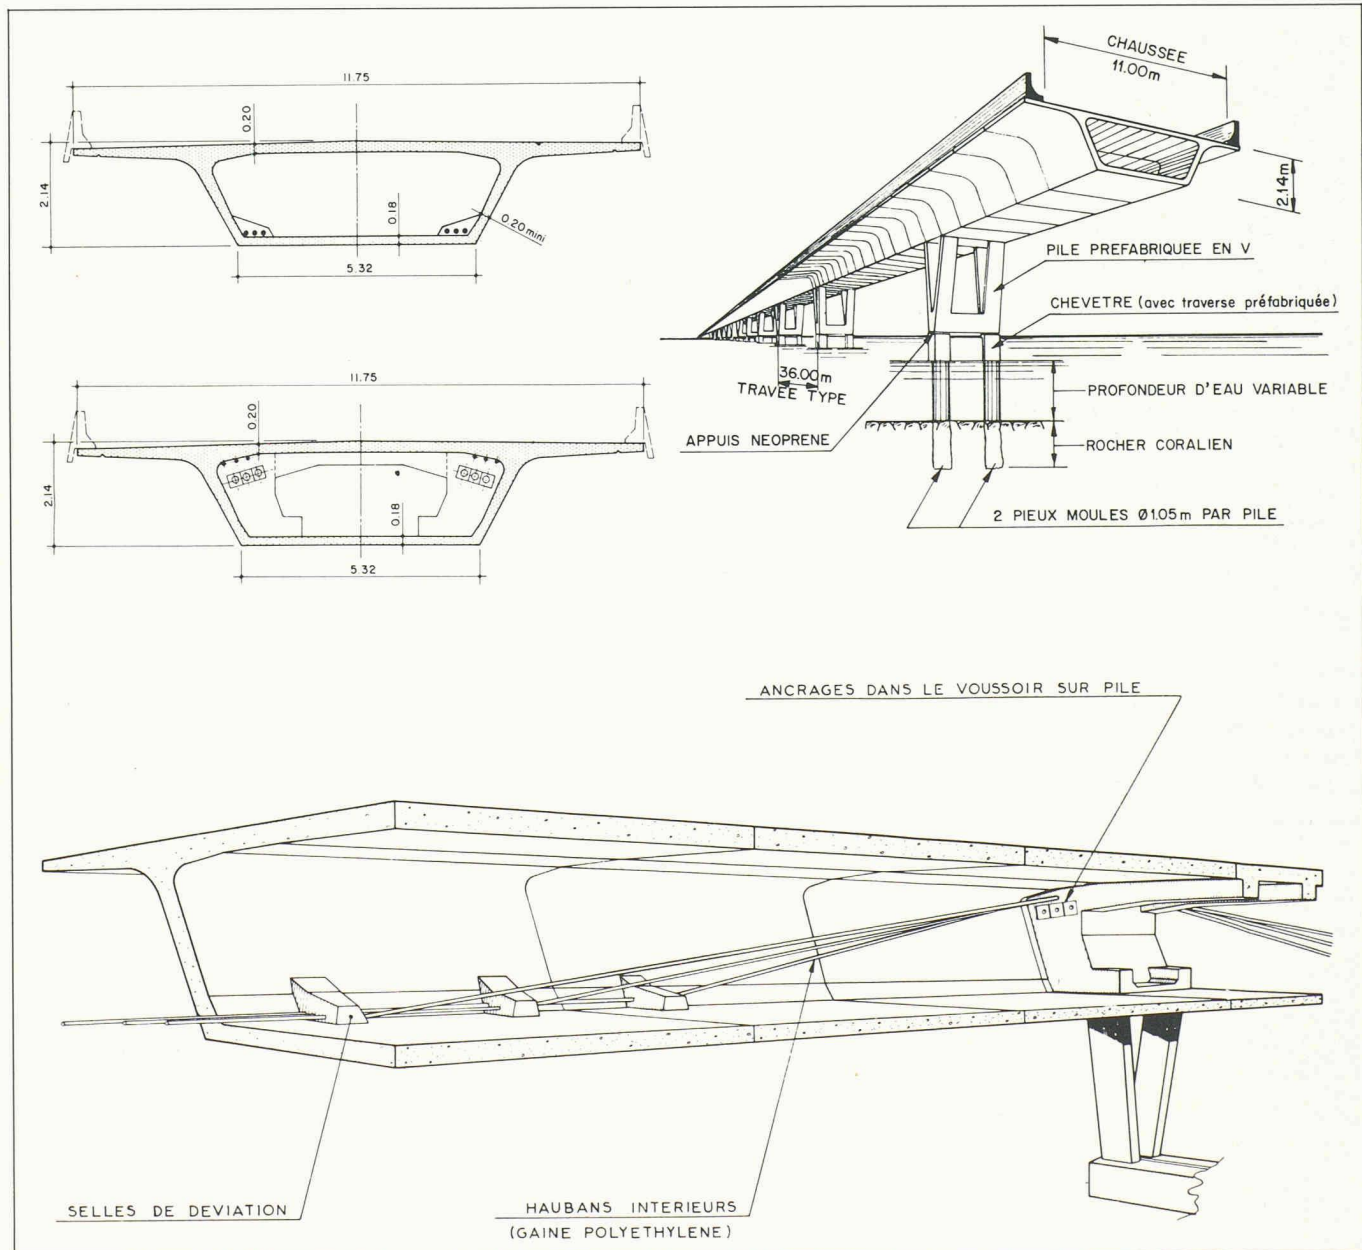 11.75
0.20
2.14
0.18
0.20 mini
5.32
CHAUSSEE
11.00m
2.14m
PILE PREFABRIQUEE EN V
CHEVETRE (avec traverse préfabriquée)
36.00m
TRAVEE TYPE
PROFONDEUR D'EAU VARIABLE
APPUIS NEOPRENE
ROCHER CORALIEN
2 PIEUX MOULES Ø1.05m PAR PILE
11.75
0.20
2.14
0.18
5.32
ANCRAGES DANS LE VOUSSOIR SUR PILE
SELLES DE DEVIATION
HAUBANS INTERIEURS
(GAINE POLYETHYLENE)